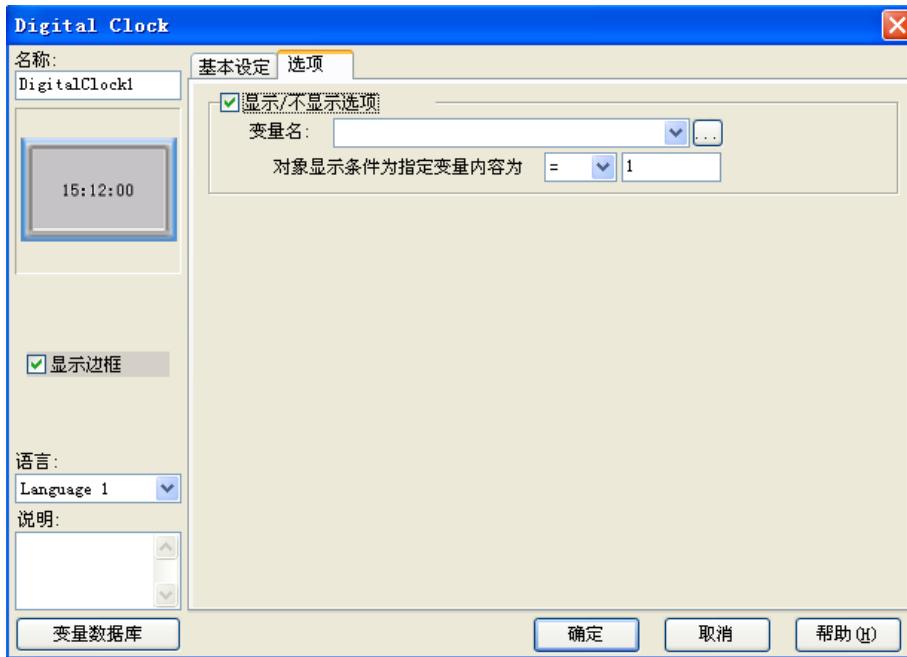 Digital Clock
名称:
DigitalClock1
基本设定
选项
显示/不显示选项
变量名:
...
对象显示条件为指定变量内容为
=
1
15:12:00
显示边框
语言:
Language 1
说明:
变量数据库
确定
取消
帮助(H)